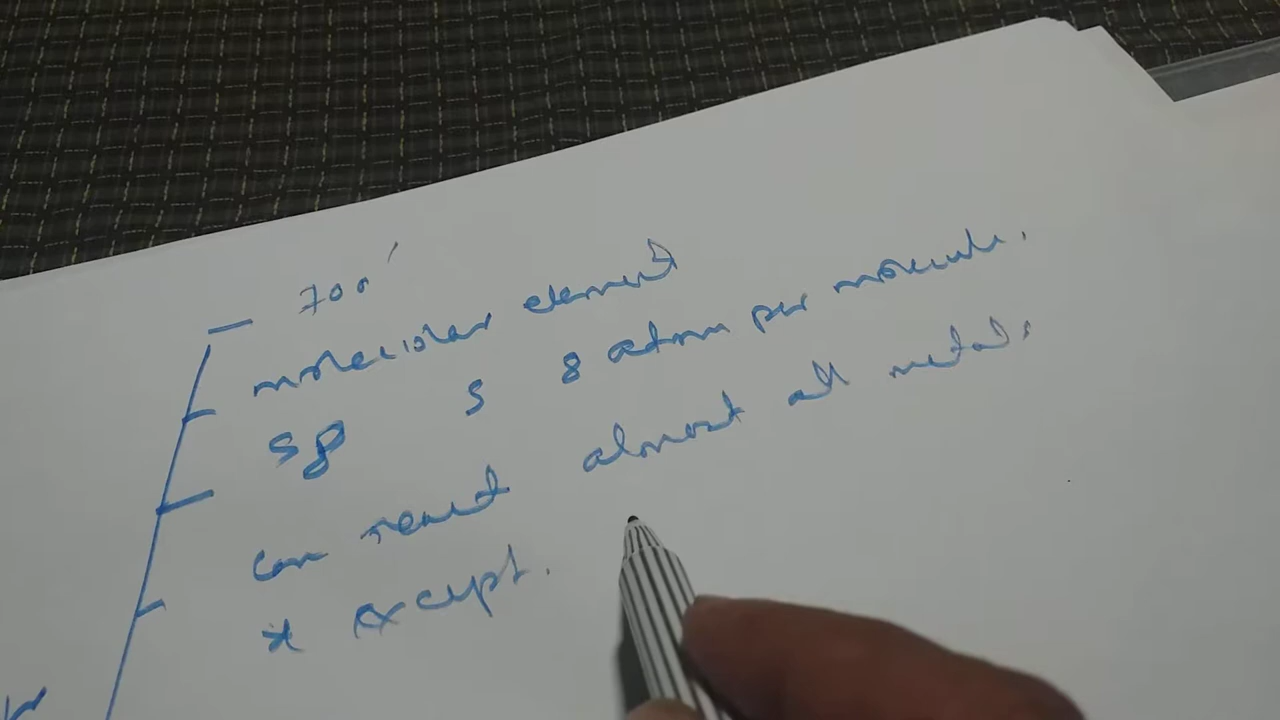 700'
molecular element
S8 S 8 atom per molecule.
can react almost all metals
* except.